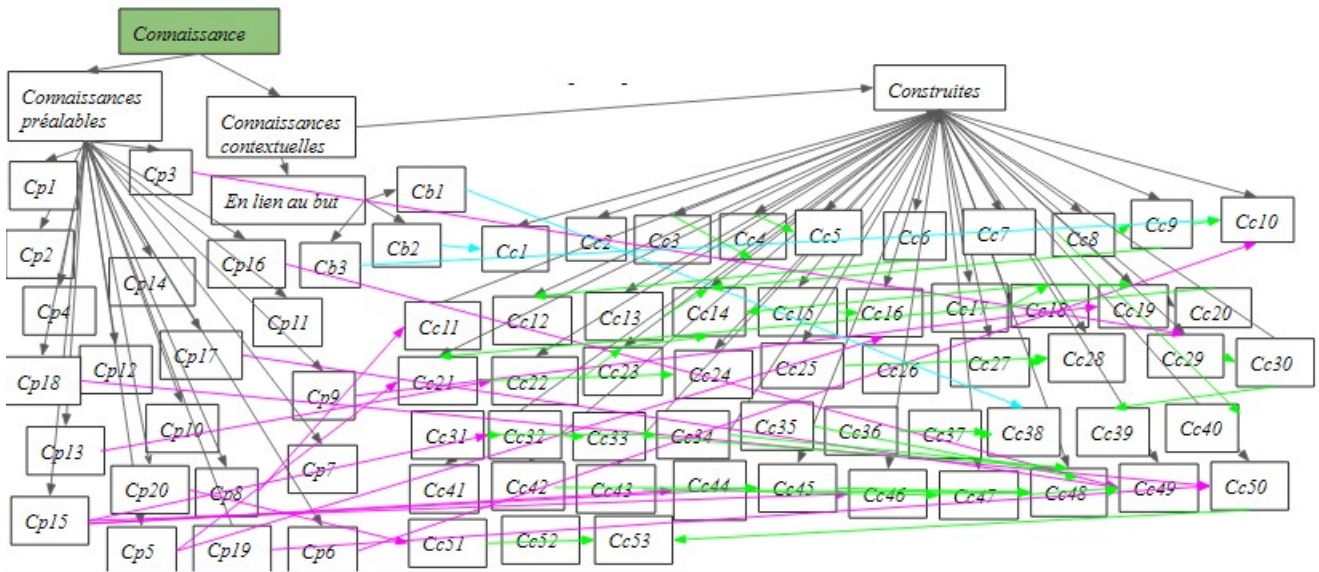 Connaissance
Connaissances
préalables
Construites
Connaissances
contextuelles
Cp1
Cp3
En lien au but
Cb1
Cp2
Cp16
Cb3
Cb2
Cc1
Cc2
Cc3
Cc4
Cc5
Cc6
Cc7
Cc8
Cc9
Cc10
Cp4
Cp14
Cp11
Cc11
Cc12
Cc13
Cc14
Cc15
Cc16
Cc17
Cc18
Cc19
Cc20
Cp18
Cp12
Cp17
Cp9
Cc21
Cc22
Cc23
Cc24
Cc25
Cc26
Cc27
Cc28
Cc29
Cc30
Cp13
Cp10
Cp7
Cc31
Cc32
Cc33
Cc34
Cc35
Cc36
Cc37
Cc38
Cc39
Cc40
Cp15
Cp20
Cp8
Cc41
Cc42
Cc43
Cc44
Cc45
Cc46
Cc47
Cc48
Cc49
Cc50
Cp5
Cp19
Cp6
Cc51
Cc52
Cc53